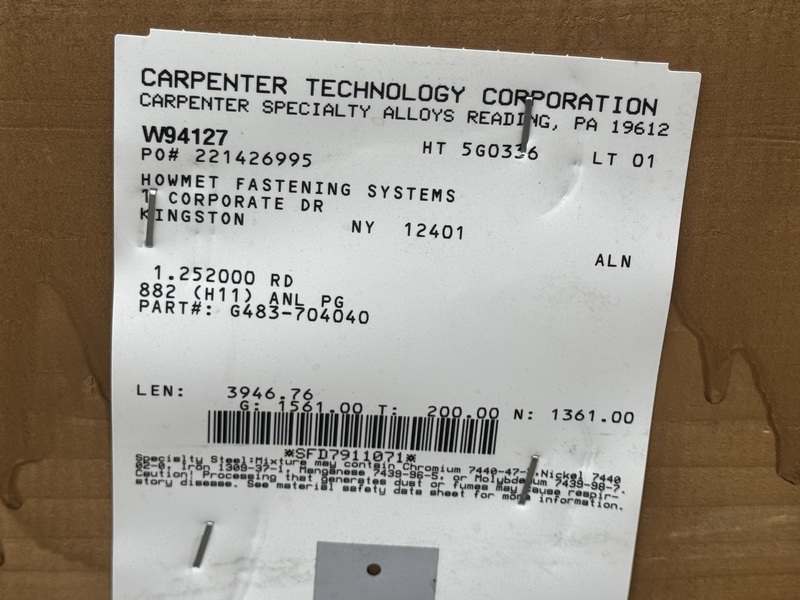 CARPENTER TECHNOLOGY CORPORATION
CARPENTER SPECIALTY ALLOYS READING, PA 19612
W94127
PO# 221426995 HT 5G0336 LT 01
HOWMET FASTENING SYSTEMS
1 CORPORATE DR
KINGSTON NY 12401
ALN
1.252000 RD
882 (H11) ANL PG
PART#: G483-704040
LEN: 3946.76
G: 1561.00 T: 200.00 N: 1361.00
*SFD7911071*
Specialty Steel:Mixture may contain Chromium 7440-47- ,Nickel 7440
02-0, Iron 1309-37-1, Manganese 7439-96-5, or Molybdenum 7439-98-7.
Caution! Processing that generates dust or fumes may cause respir-
atory disease. See material safety data sheet for more information.